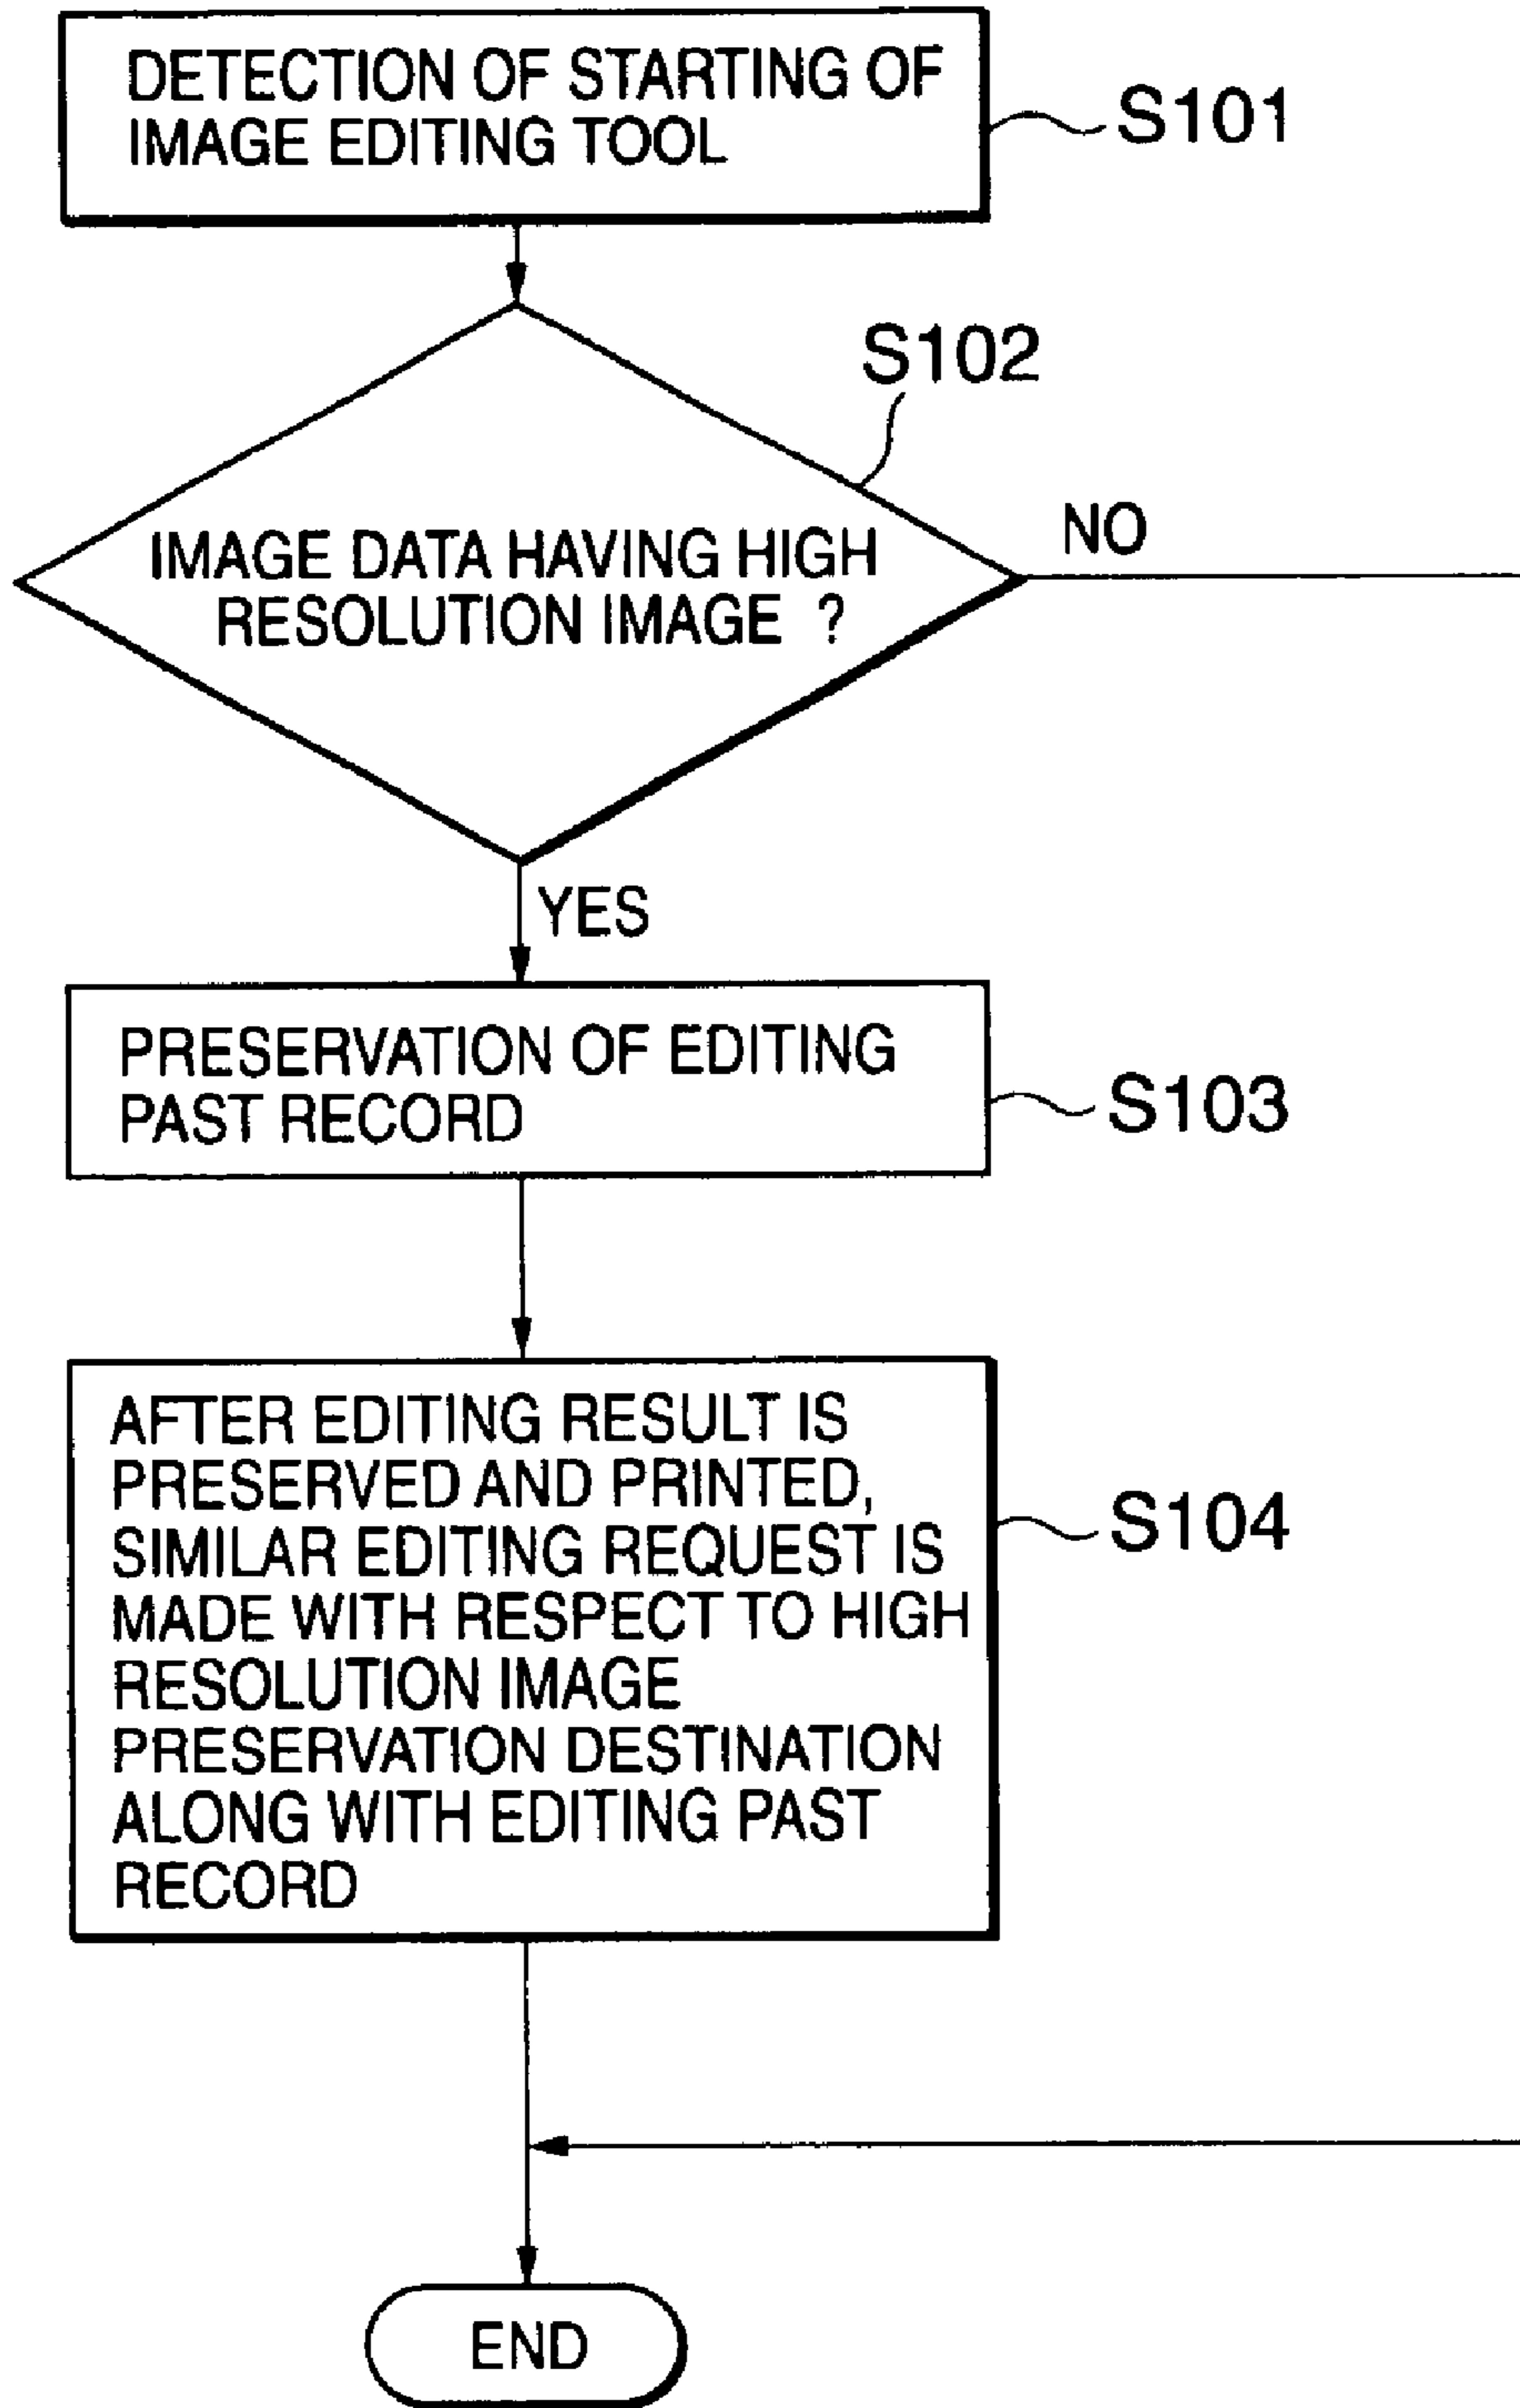 DETECTION OF STARTING OF
IMAGE EDITING TOOL
S101
S102
IMAGE DATA HAVING HIGH
RESOLUTION IMAGE ?
NO
YES
PRESERVATION OF EDITING
PAST RECORD
S103
AFTER EDITING RESULT IS
PRESERVED AND PRINTED,
SIMILAR EDITING REQUEST IS
MADE WITH RESPECT TO HIGH
RESOLUTION IMAGE
PRESERVATION DESTINATION
ALONG WITH EDITING PAST
RECORD
S104
END